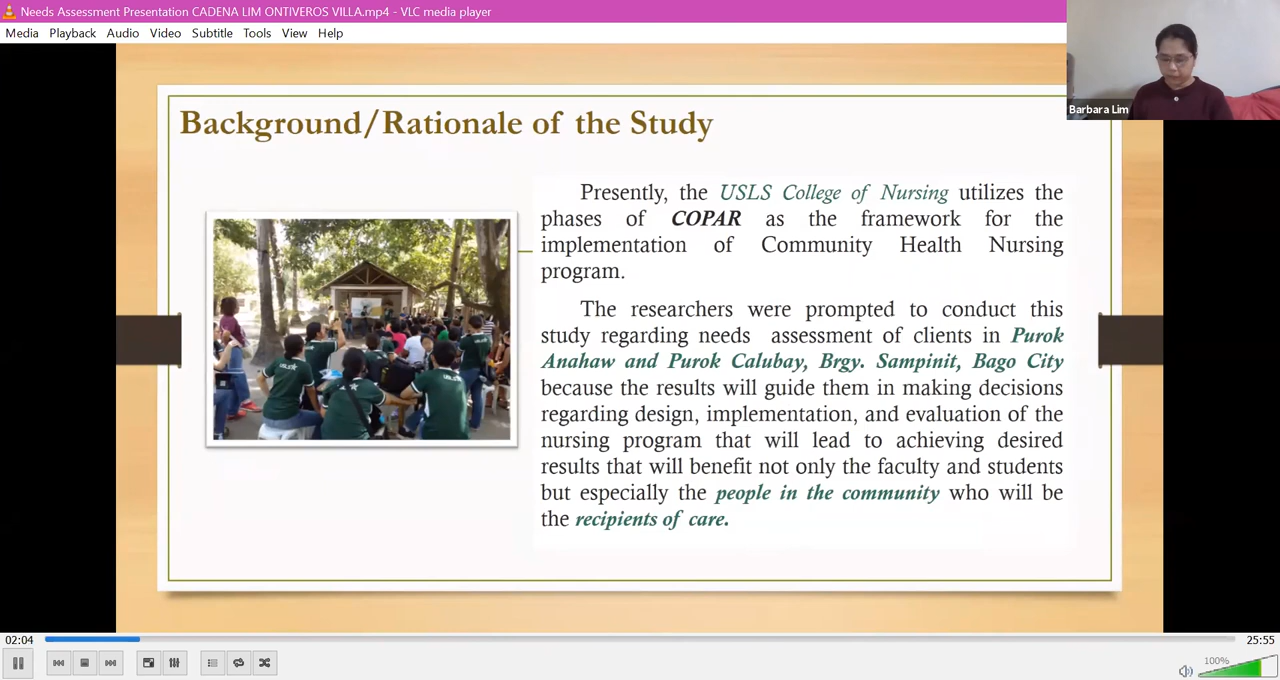 Needs Assessment Presentation CADENA LIM ONTIVEROS VILLA.mp4 - VLC media player
Media Playback Audio Video Subtitle Tools View Help
Barbara Lim
Background/Rationale of the Study
Presently, the USLS College of Nursing utilizes the
phases of COPAR as the framework for the
implementation of Community Health Nursing
program.
The researchers were prompted to conduct this
study regarding needs assessment of clients in Purok
Anahaw and Purok Calubay, Brgy. Sampinit, Bago City
because the results will guide them in making decisions
regarding design, implementation, and evaluation of the
nursing program that will lead to achieving desired
results that will benefit not only the faculty and students
but especially the people in the community who will be
the recipients of care.
USLS
02:04
25:55
100%